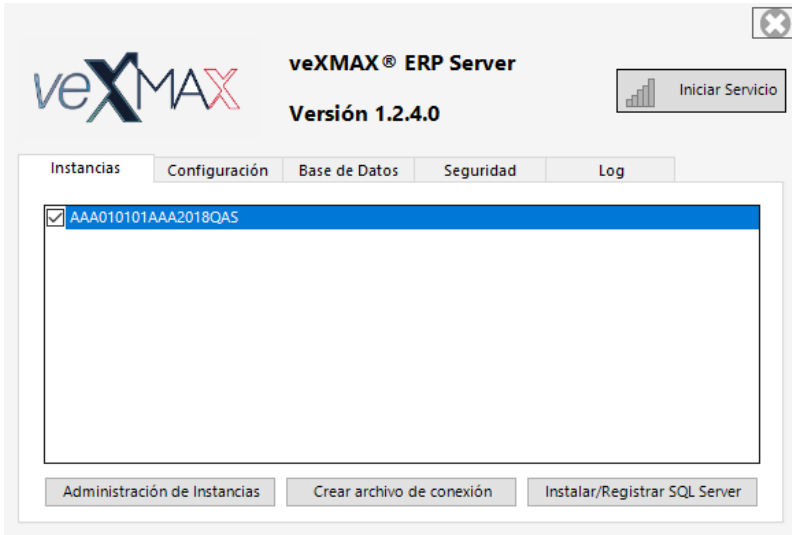 veXMAX
veXMAX® ERP Server
Versión 1.2.4.0
Iniciar Servicio
Instancias Configuración Base de Datos Seguridad Log
AAA010101AAA2018QAS
Administración de Instancias Crear archivo de conexión Instalar/Registrar SQL Server